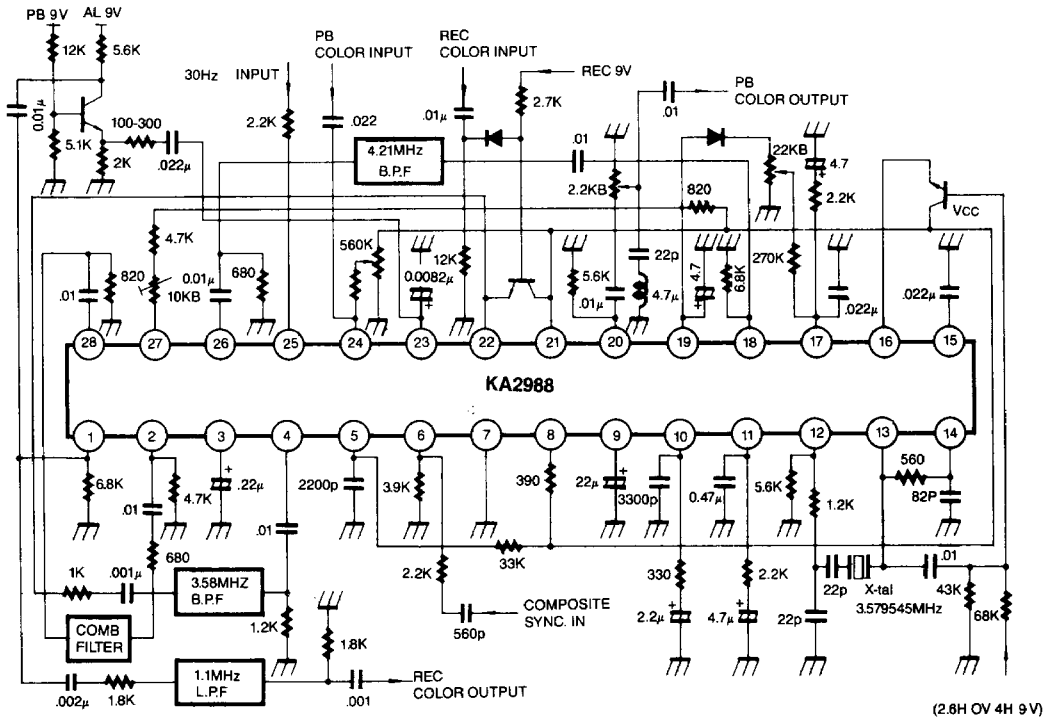 PB 9V
AL 9V
12K
5.6K
0.01μ
5.1K
2K
100-300
.022μ
30Hz
INPUT
2.2K
PB
COLOR INPUT
.022
REC
COLOR INPUT
.01μ
2.7K
REC 9V
4.21MHz
B.P.F
.01
2.2KB
.01
PB
COLOR OUTPUT
820
22KB
4.7
+
2.2K
VCC
4.7K
820
.01
10KB
0.01μ
680
560K
0.0082μ
+
12K
5.6K
.01μ
22p
4.7μ
4.7
+
6.8K
270K
.022μ
.022μ
28
27
26
25
24
23
22
21
20
19
18
17
16
15
KA2988
1
2
3
4
5
6
7
8
9
10
11
12
13
14
6.8K
.01
4.7K
.22μ
+
.01
2200p
3.9K
390
22μ
+
3300p
0.47μ
5.6K
1.2K
560
82P
680
1K
.001μ
3.58MHZ
B.P.F
1.2K
33K
2.2K
560p
COMPOSITE
SYNC. IN
330
2.2μ
+
2.2K
4.7μ
+
22p
22p
X-tal
3.579545MHz
.01
43K
68K
COMB
FILTER
1.8K
.002μ
1.8K
1.1MHz
L.P.F
.001
REC
COLOR OUTPUT
(2.6H OV 4H 9V)